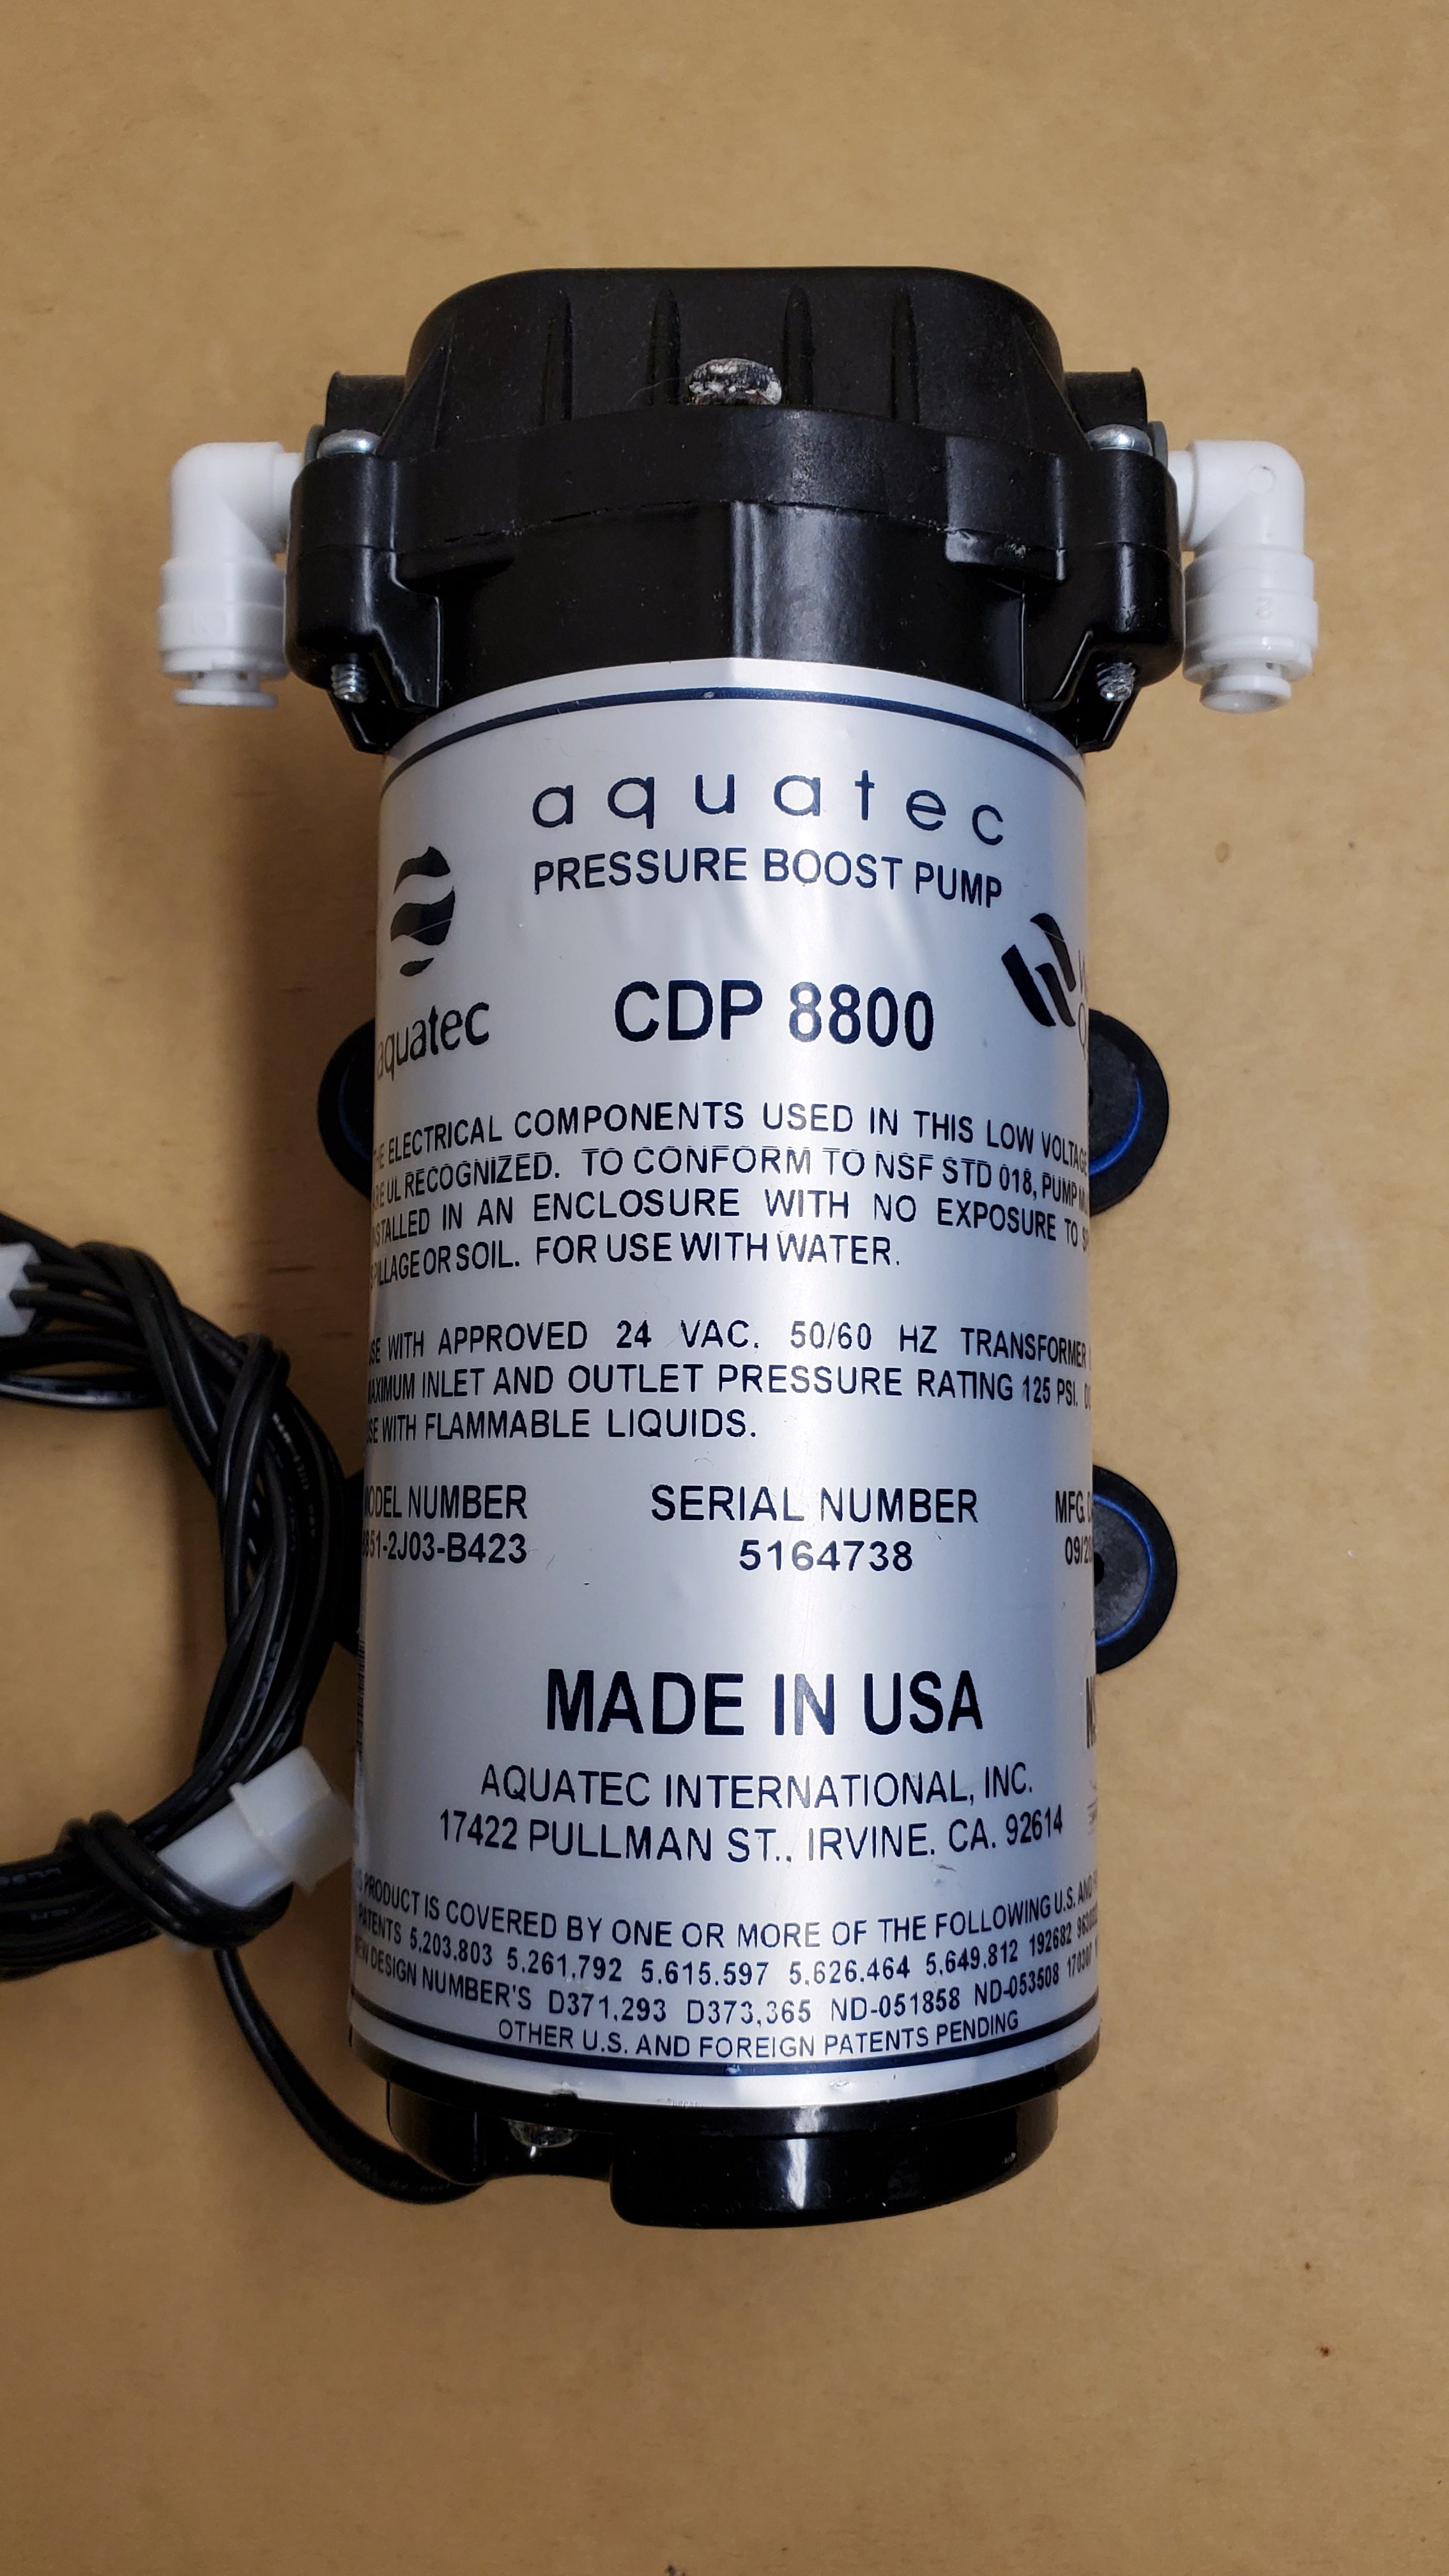 aquatec
PRESSURE BOOST PUMP
aquatec
CDP 8800
ELECTRICAL COMPONENTS USED IN THIS LOW VOLTAGE
UL RECOGNIZED. TO CONFORM TO NSF STD 018, PUMP
IN AN ENCLOSURE WITH NO EXPOSURE TO
OR SOIL. FOR USE WITH WATER.
WITH APPROVED 24 VAC. 50/60 HZ TRANSFORMER
INLET AND OUTLET PRESSURE RATING 125 PSI.
WITH FLAMMABLE LIQUIDS.
NUMBER SERIAL NUMBER MFG.
51-2J03-B423 5164738 09/20
MADE IN USA
AQUATEC INTERNATIONAL, INC.
17422 PULLMAN ST., IRVINE. CA. 92614
PRODUCT IS COVERED BY ONE OR MORE OF THE FOLLOWING U.S. AND
PATENTS 5.203.803 5.261.792 5.615.597 5.626.464 5.649.812 192682
DESIGN NUMBER'S D371,293 D373,365 ND-051858 ND-053508
OTHER U.S. AND FOREIGN PATENTS PENDING